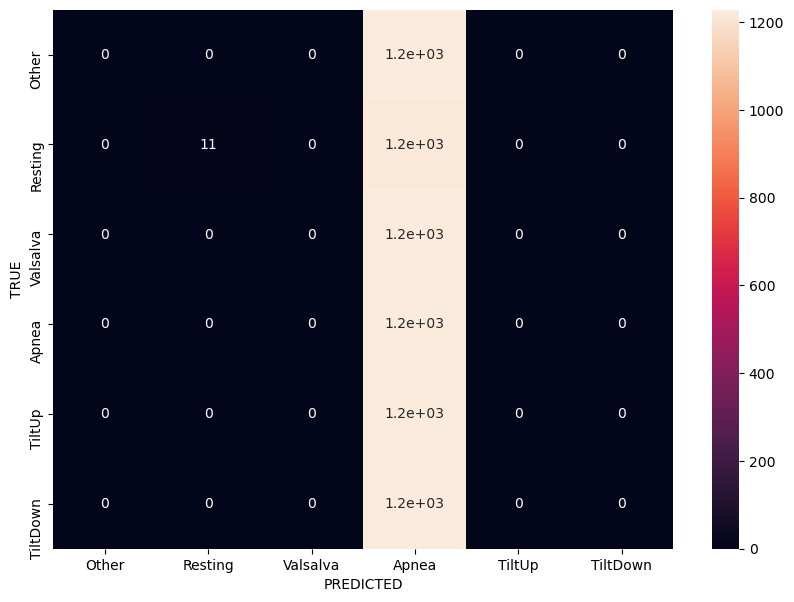 Other 0 0 0 1.2e+03 0 0
Resting 0 11 0 1.2e+03 0 0
Valsalva 0 0 0 1.2e+03 0 0
Apnea 0 0 0 1.2e+03 0 0
TiltUp 0 0 0 1.2e+03 0 0
TiltDown 0 0 0 1.2e+03 0 0
TRUE
Other Resting Valsalva Apnea TiltUp TiltDown
PREDICTED
1200
1000
800
600
400
200
0